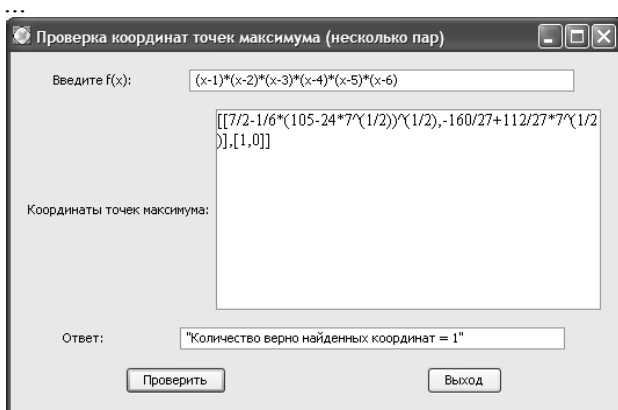 ...
Проверка координат точек максимума (несколько пар)
Введите f(x):
(x-1)*(x-2)*(x-3)*(x-4)*(x-5)*(x-6)
Координаты точек максимума:
[[7/2-1/6*(105-24*7^(1/2))^(1/2),-160/27+112/27*7^(1/2
)],[1,0]]
Ответ:
"Количество верно найденных координат = 1"
Проверить
Выход